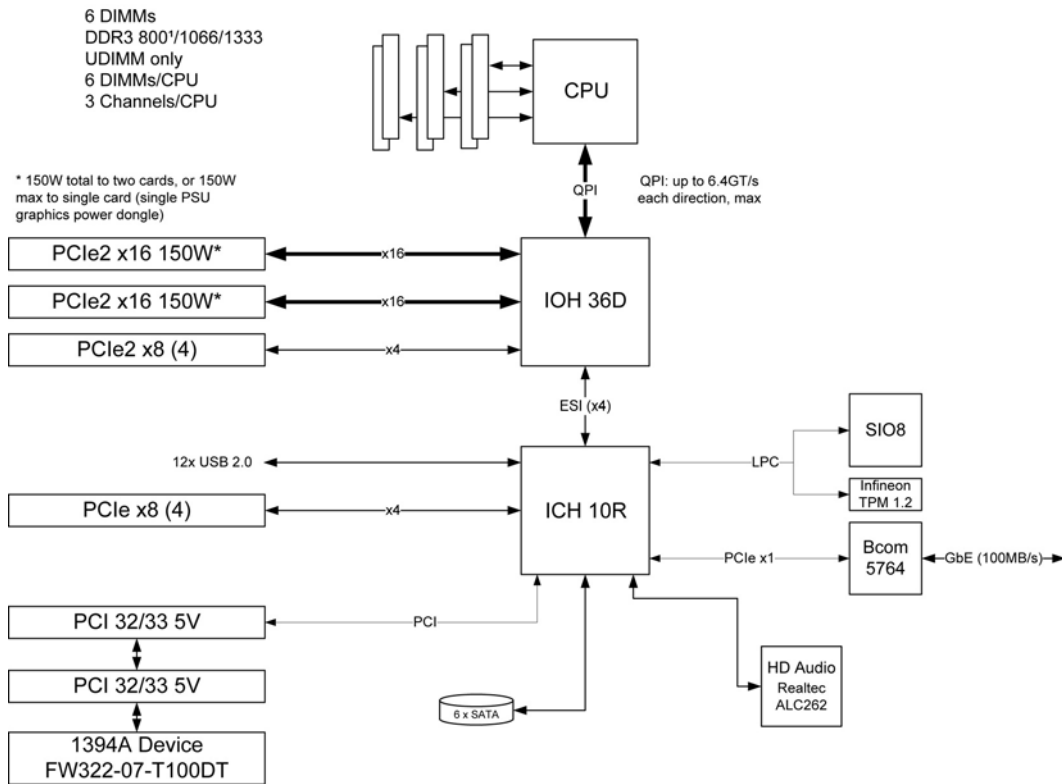 6 DIMMs
DDR3 800¹/1066/1333
UDIMM only
6 DIMMs/CPU
3 Channels/CPU
CPU
* 150W total to two cards, or 150W
max to single card (single PSU
graphics power dongle)
QPI
QPI: up to 6.4GT/s
each direction, max
PCIe2 x16 150W*
x16
PCIe2 x16 150W*
x16
IOH 36D
PCIe2 x8 (4)
x4
ESI (x4)
SIO8
12x USB 2.0
LPC
Infineon
TPM 1.2
PCIe x8 (4)
x4
ICH 10R
PCIe x1
Bcom
5764
GbE (100MB/s)
PCI 32/33 5V
PCI
PCI 32/33 5V
HD Audio
Realtec
ALC262
6 x SATA
1394A Device
FW322-07-T100DT